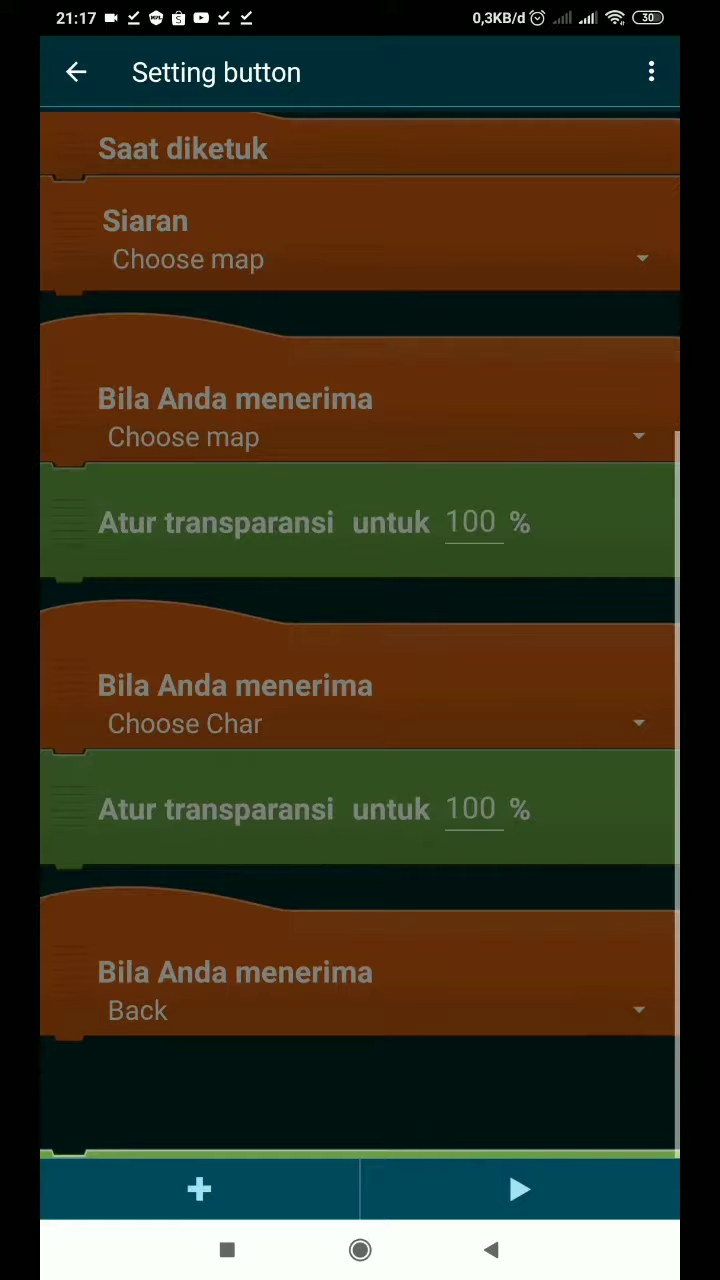 21:17 0,3KB/d 30
Setting button
Saat diketuk
Siaran
Choose map
Bila Anda menerima
Choose map
Atur transparansi untuk 100 %
Bila Anda menerima
Choose Char
Atur transparansi untuk 100 %
Bila Anda menerima
Back